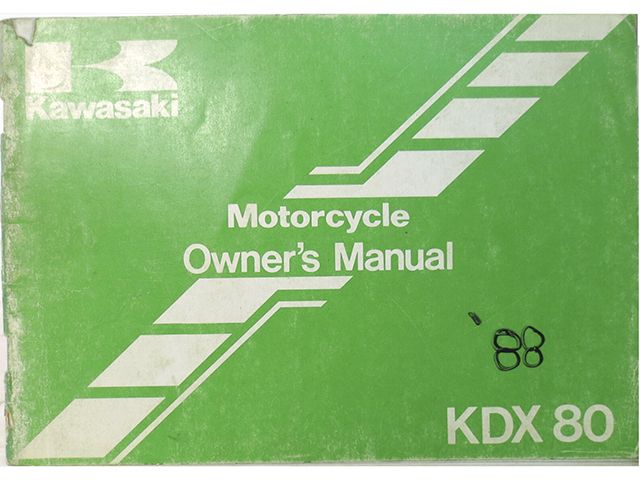 Kawasaki
Motorcycle
Owner's Manual
'88
KDX 80